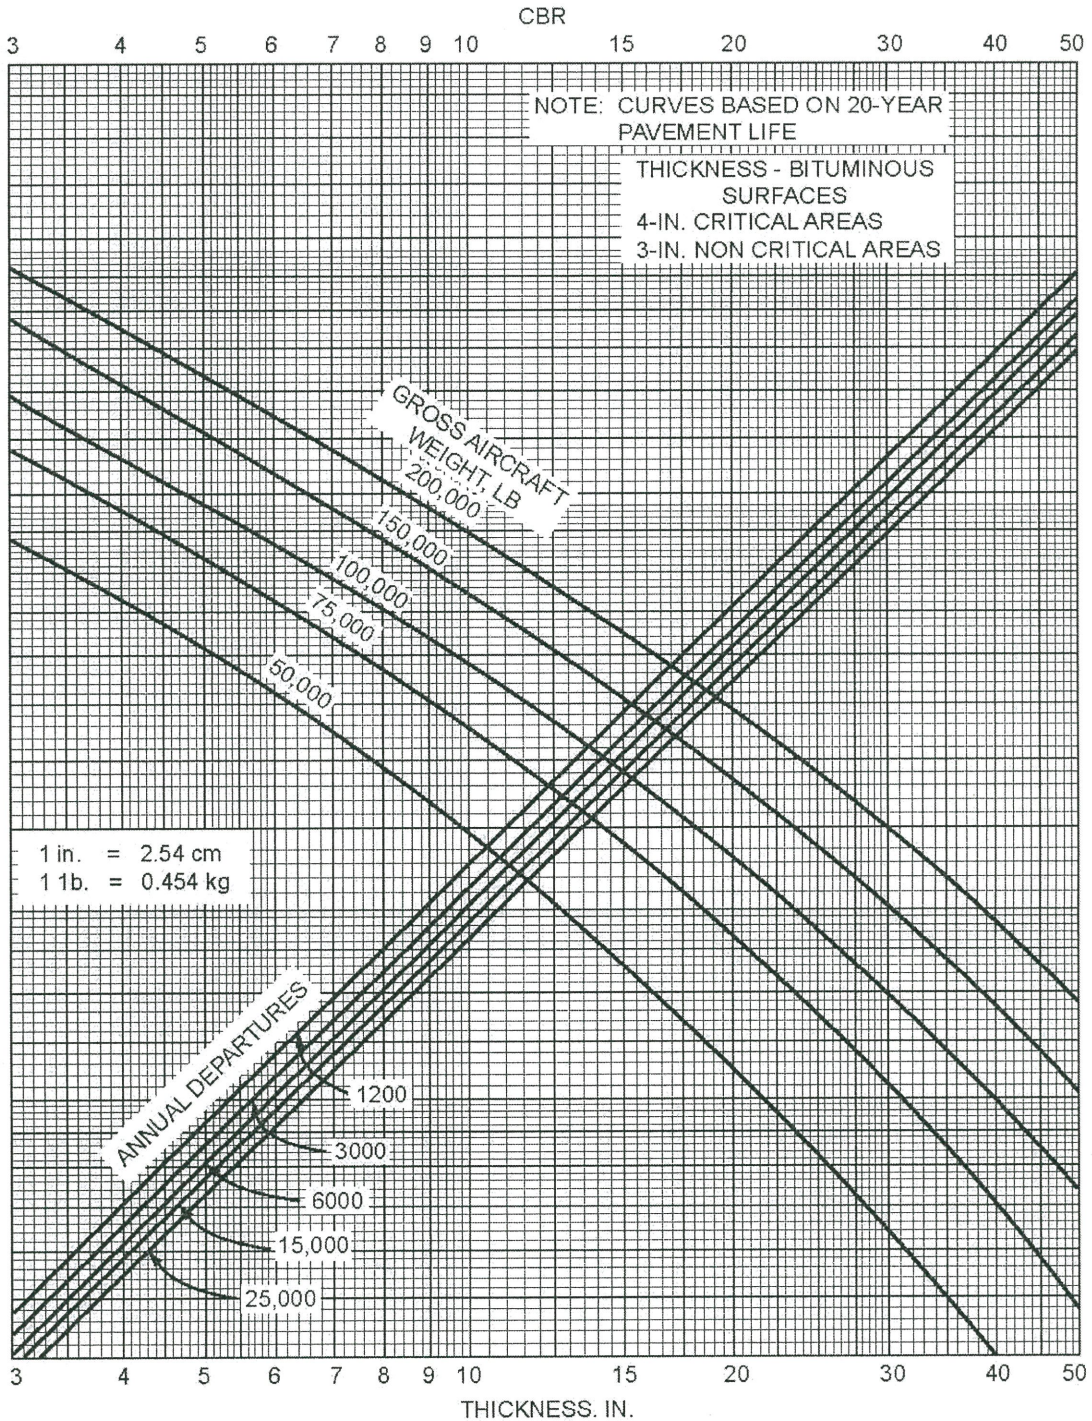 CBR
3 4 5 6 7 8 9 10 15 20 30 40 50
NOTE: CURVES BASED ON 20-YEAR
PAVEMENT LIFE
THICKNESS - BITUMINOUS
SURFACES
4-IN. CRITICAL AREAS
3-IN. NON CRITICAL AREAS
GROSS AIRCRAFT
WEIGHT, LB
200,000
150,000
100,000
75,000
50,000
1 in. = 2.54 cm
1 1b. = 0.454 kg
ANNUAL DEPARTURES
1200
3000
6000
15,000
25,000
3 4 5 6 7 8 9 10 15 20 30 40 50
THICKNESS. IN.